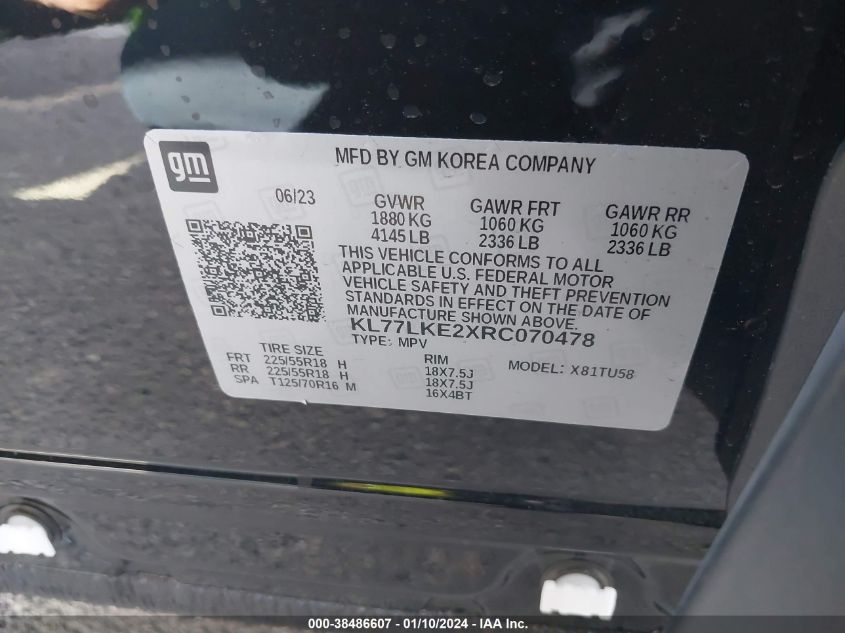 gm
MFD BY GM KOREA COMPANY
06/23
GVWR
1880 KG
4145 LB
GAWR FRT
1060 KG
2336 LB
GAWR RR
1060 KG
2336 LB
THIS VEHICLE CONFORMS TO ALL
APPLICABLE U.S. FEDERAL MOTOR
VEHICLE SAFETY AND THEFT PREVENTION
STANDARDS IN EFFECT ON THE DATE OF
MANUFACTURE SHOWN ABOVE.
KL77LKE2XRC070478
TYPE: MPV
MODEL: X81TU58
TIRE SIZE
RIM
FRT 225/55R18 H 18X7.5J
RR 225/55R18 H 18X7.5J
SPA T125/70R16 M 16X4BT
000-38486607 - 01/10/2024 - IAA Inc.